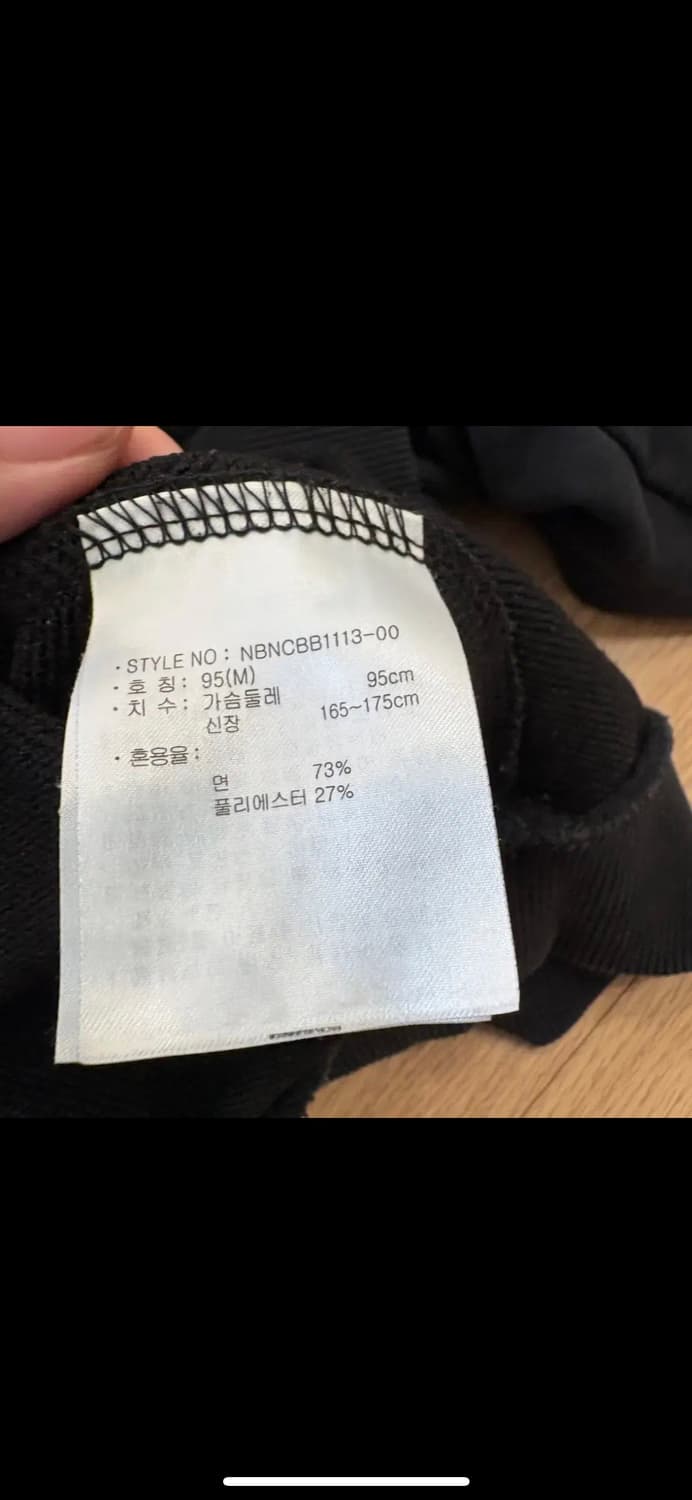 · STYLE NO : NBNCBB1113-00
· 호 칭 : 95(M)
· 치 수 : 가슴둘레 95cm
신장 165~175cm
· 혼용율 :
면 73%
폴리에스터 27%